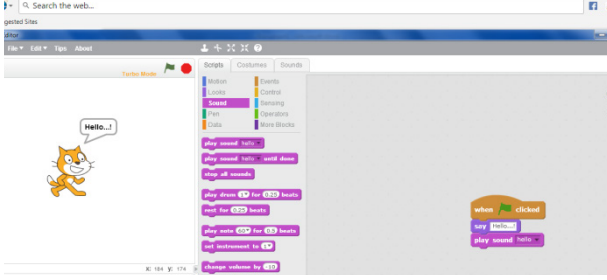 Search the web...
gested Sites
ditor
File Edit Tips About
Turbo Mode
Scripts Costumes Sounds
Motion Events
Looks Control
Sound Sensing
Pen Operators
Data More Blocks
Hello...!
play sound hello
play sound hello until done
stop all sounds
play drum 1 for 0.25 beats
rest for 0.25 beats
play note 60 for 0.5 beats
set instrument to 1
change volume by -10
when clicked
say Hello...!
play sound hello
X: 184 Y: 174